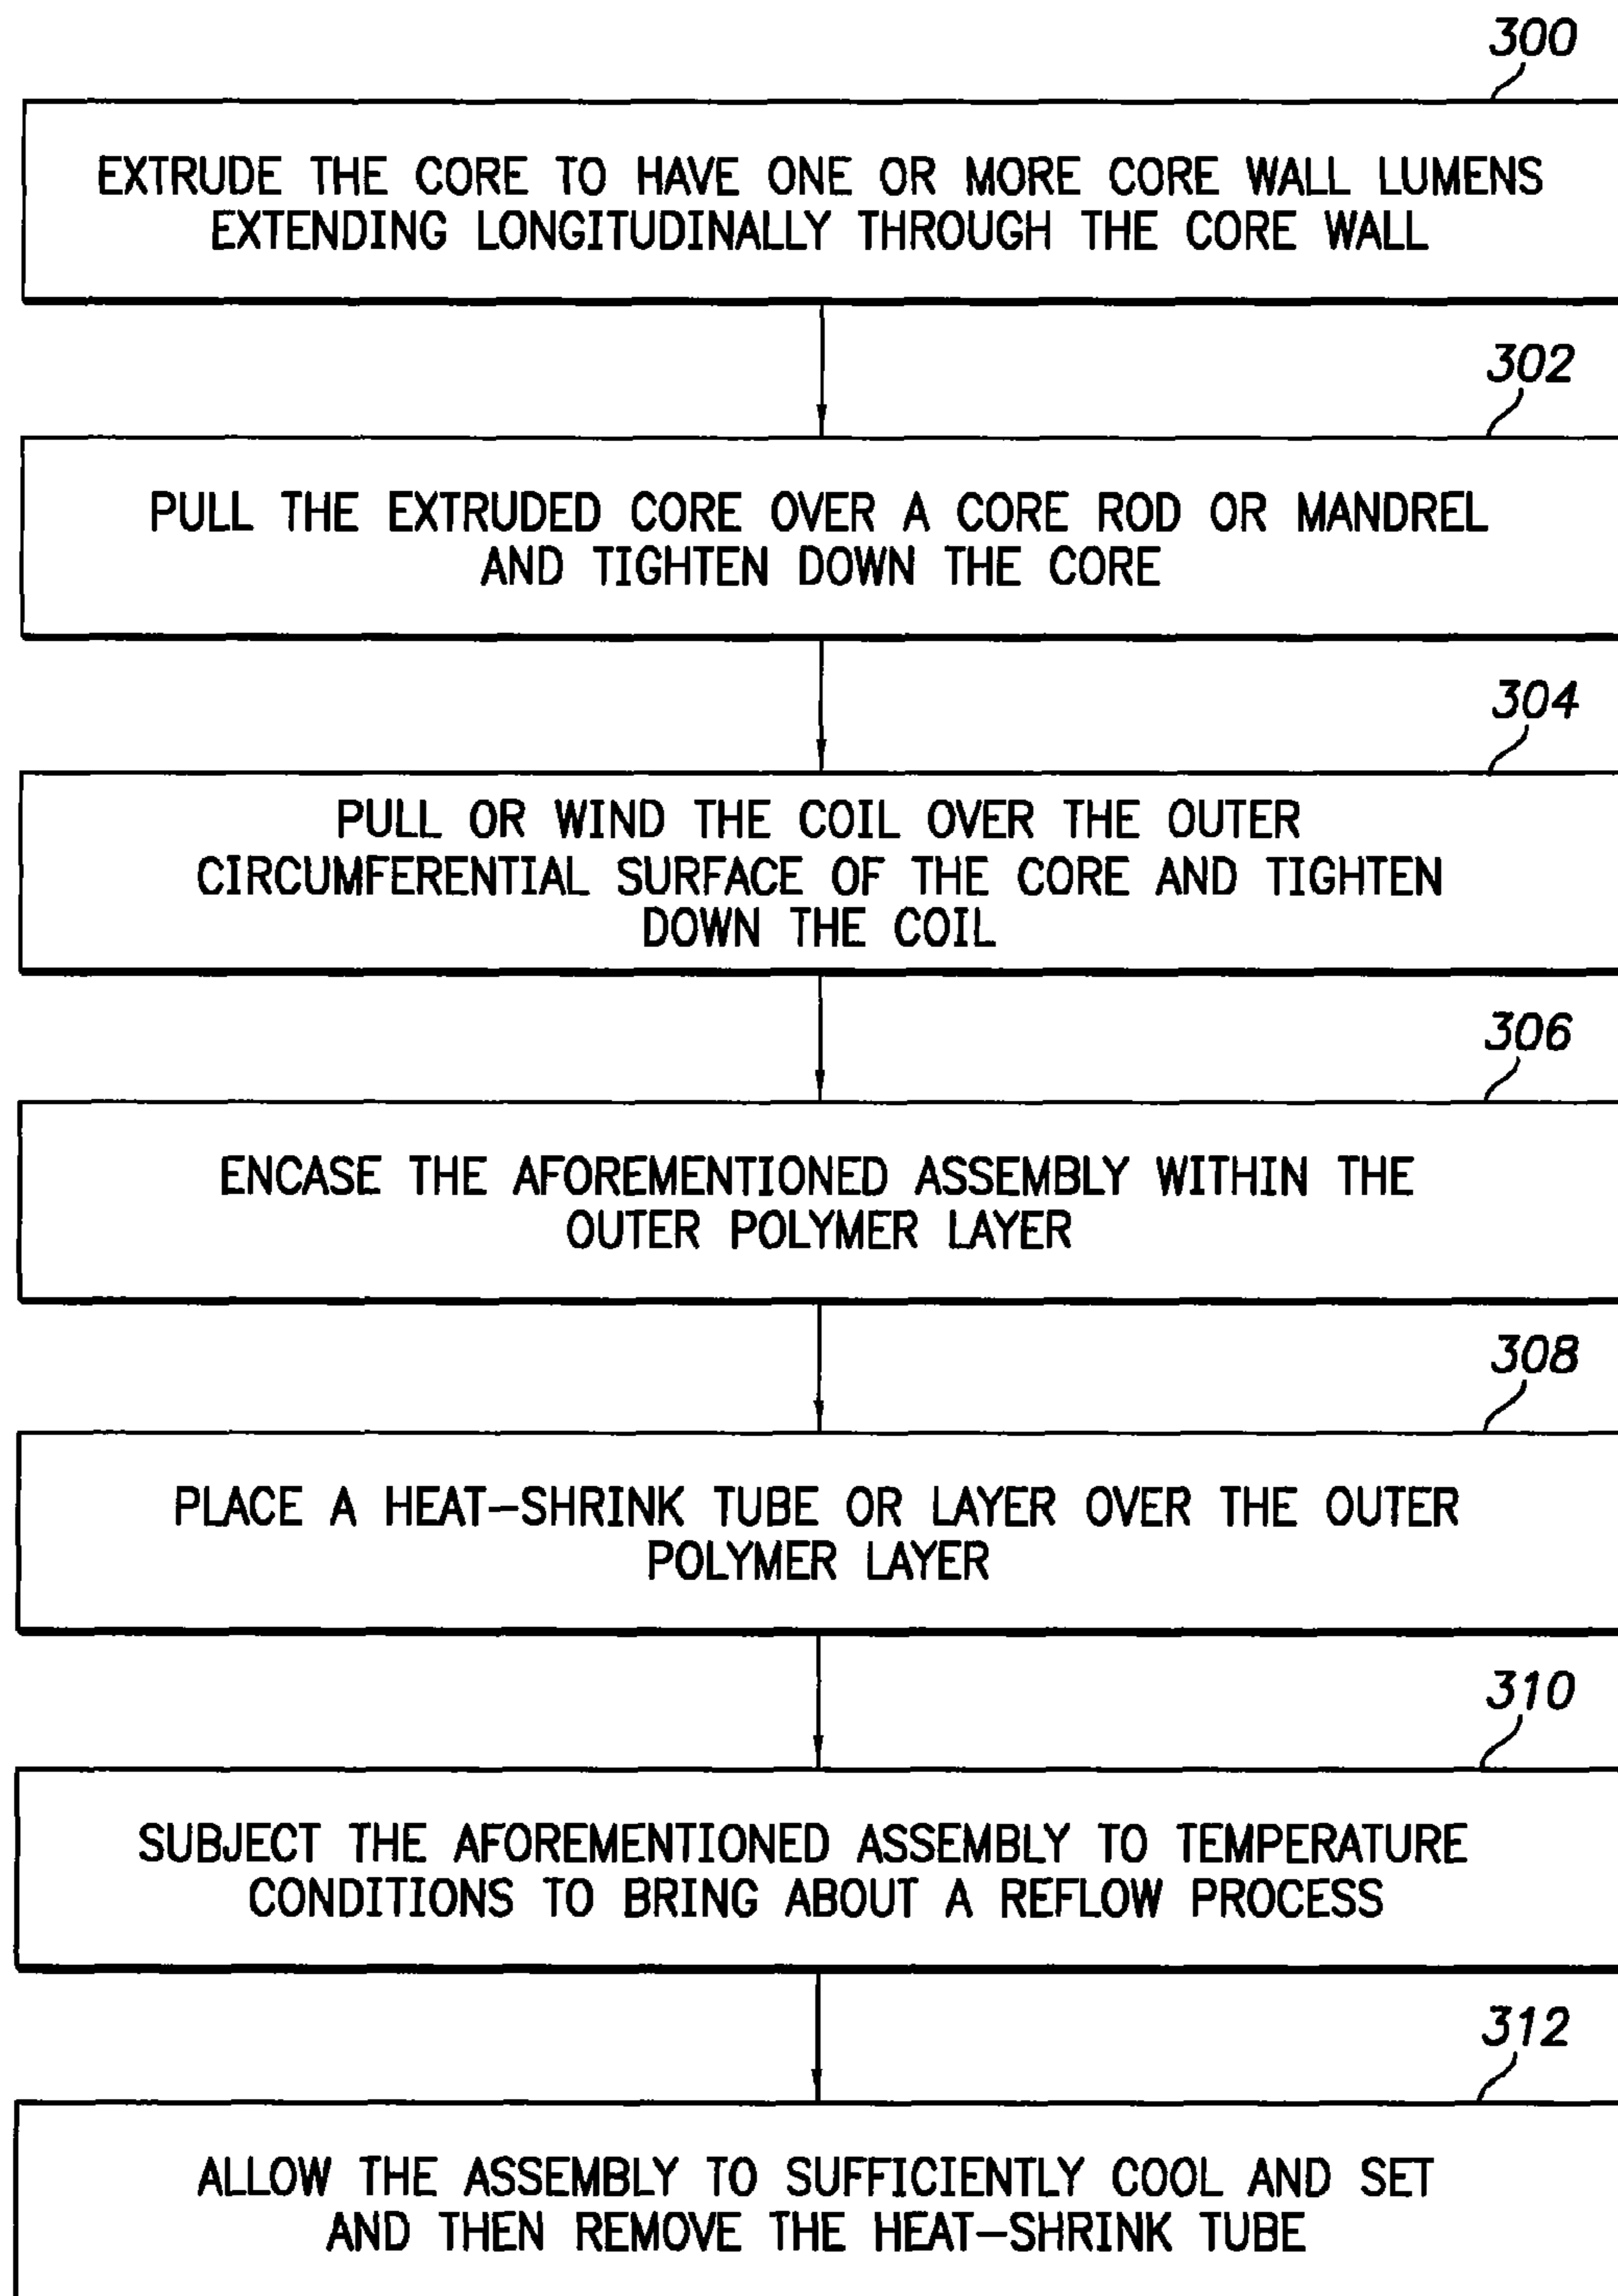 300
EXTRUDE THE CORE TO HAVE ONE OR MORE CORE WALL LUMENS
EXTENDING LONGITUDINALLY THROUGH THE CORE WALL
302
PULL THE EXTRUDED CORE OVER A CORE ROD OR MANDREL
AND TIGHTEN DOWN THE CORE
304
PULL OR WIND THE COIL OVER THE OUTER
CIRCUMFERENTIAL SURFACE OF THE CORE AND TIGHTEN
DOWN THE COIL
306
ENCASE THE AFOREMENTIONED ASSEMBLY WITHIN THE
OUTER POLYMER LAYER
308
PLACE A HEAT-SHRINK TUBE OR LAYER OVER THE OUTER
POLYMER LAYER
310
SUBJECT THE AFOREMENTIONED ASSEMBLY TO TEMPERATURE
CONDITIONS TO BRING ABOUT A REFLOW PROCESS
312
ALLOW THE ASSEMBLY TO SUFFICIENTLY COOL AND SET
AND THEN REMOVE THE HEAT-SHRINK TUBE